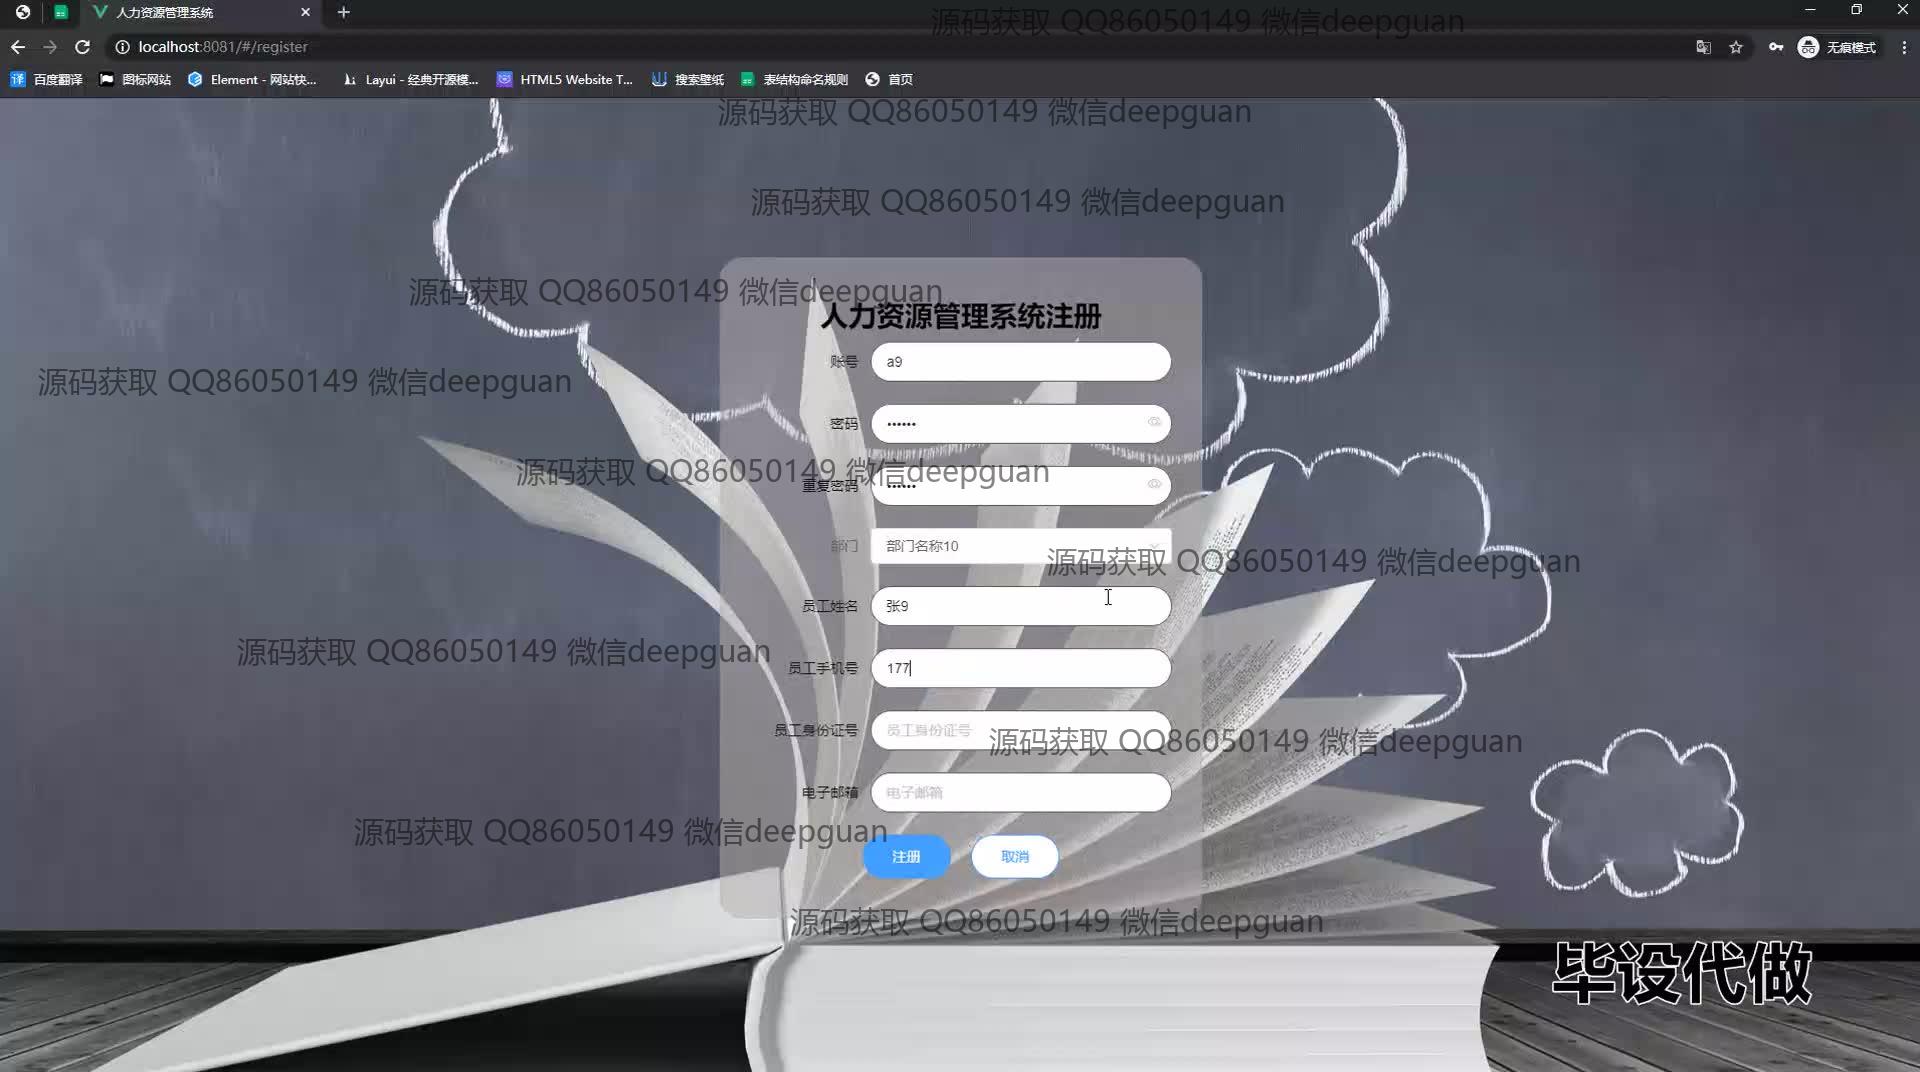 人力资源管理系统
localhost:8081/#/register
无痕模式
百度翻译
图标网站
Element - 网站快...
Layui - 经典开源模...
HTML5 Website T...
搜索壁纸
表结构命名规则
首页
源码获取 QQ86050149 微信deepguan
源码获取 QQ86050149 微信deepguan
源码获取 QQ86050149 微信deepguan
源码获取 QQ86050149 微信deepguan
人力资源管理系统注册
账号 a9
源码获取 QQ86050149 微信deepguan
密码 ••••••
源码获取 QQ86050149 微信deepguan
重复密码 ••••••
部门 部门名称10
源码获取 QQ86050149 微信deepguan
员工姓名 张9
源码获取 QQ86050149 微信deepguan
员工手机号 177
员工身份证号 员工身份证号
源码获取 QQ86050149 微信deepguan
电子邮箱 电子邮箱
源码获取 QQ86050149 微信deepguan
注册 取消
源码获取 QQ86050149 微信deepguan
毕设代做